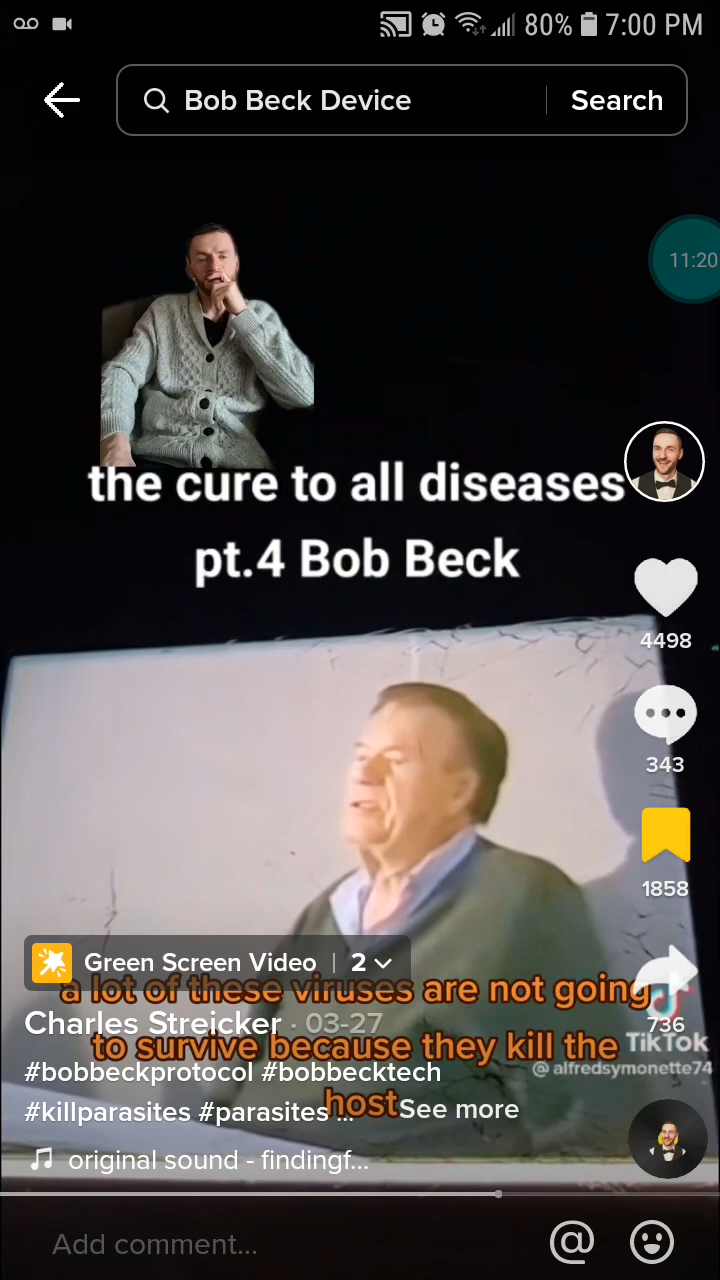 80% 7:00 PM
Bob Beck Device Search
11:20
the cure to all diseases
pt.4 Bob Beck
4498
343
1858
Green Screen Video 2
a lot of these viruses are not going
736
Charles Streicker · 03-27
to survive because they kill the
TikTok
@alfredsymonette74
#bobbeckprotocol #bobbecktech
host
#killparasites #parasites ... See more
original sound - findingf...
Add comment...